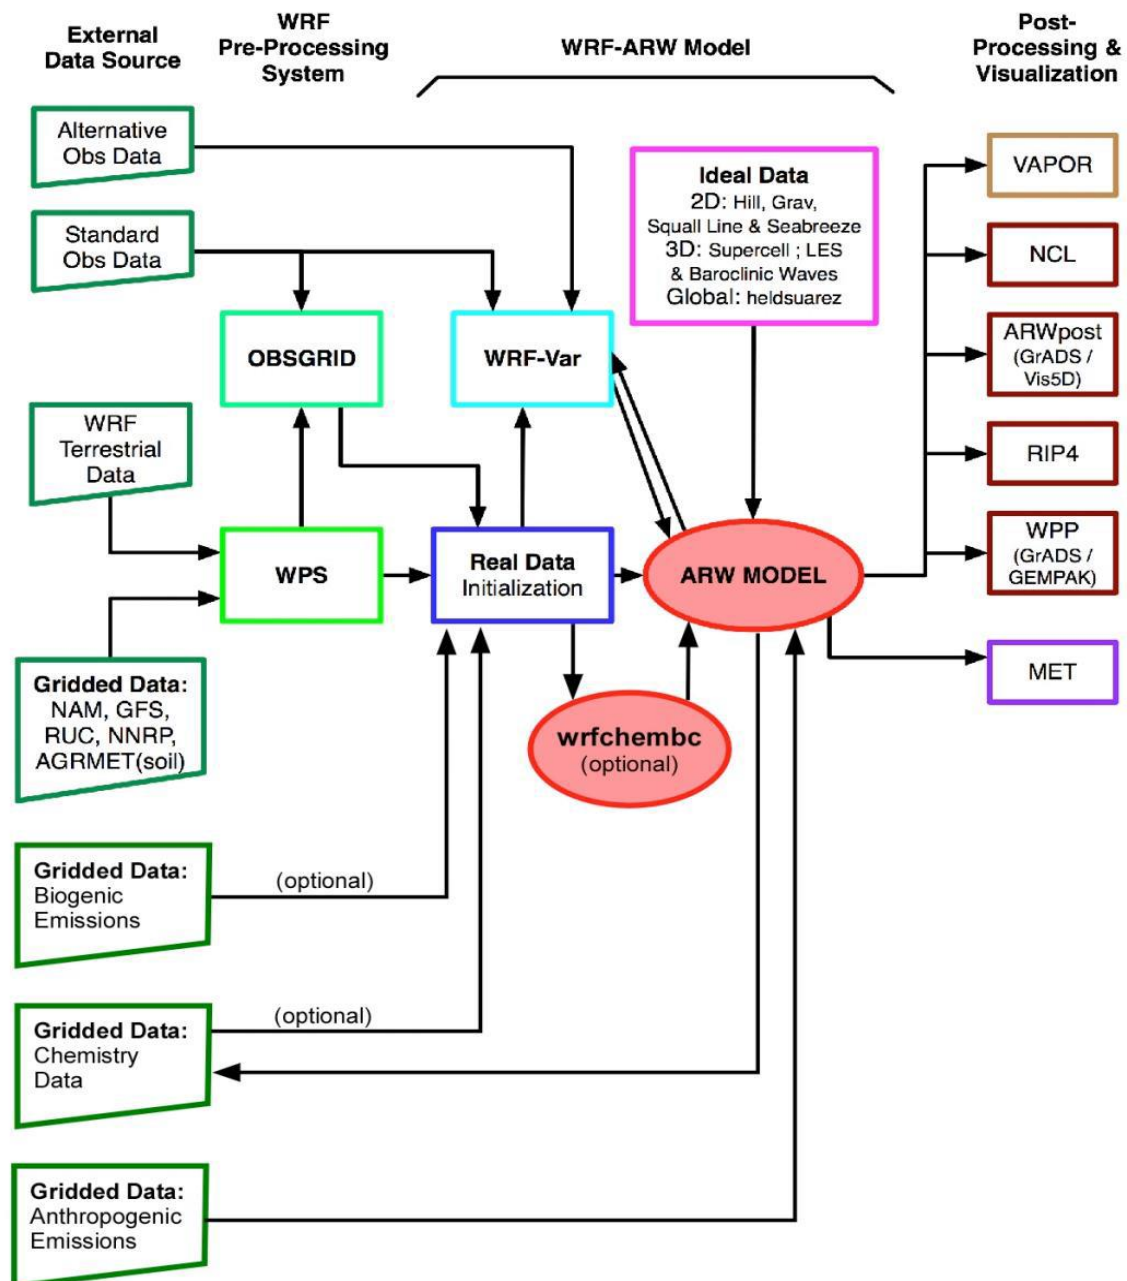 External
Data Source
WRF
Pre-Processing
System
WRF-ARW Model
Post-
Processing &
Visualization
Alternative
Obs Data
Standard
Obs Data
OBSGRID
WRF-Var
Ideal Data
2D: Hill, Grav,
Squall Line & Seabreeze
3D: Supercell ; LES
& Baroclinic Waves
Global: heldsuarez
VAPOR
NCL
ARWpost
(GrADS /
Vis5D)
RIP4
WPP
(GrADS /
GEMPAK)
MET
WRF
Terrestrial
Data
WPS
Real Data
Initialization
ARW MODEL
Gridded Data:
NAM, GFS,
RUC, NNRP,
AGRMET(soil)
wrfchembc
(optional)
Gridded Data:
Biogenic
Emissions
(optional)
Gridded Data:
Chemistry
Data
(optional)
Gridded Data:
Anthropogenic
Emissions